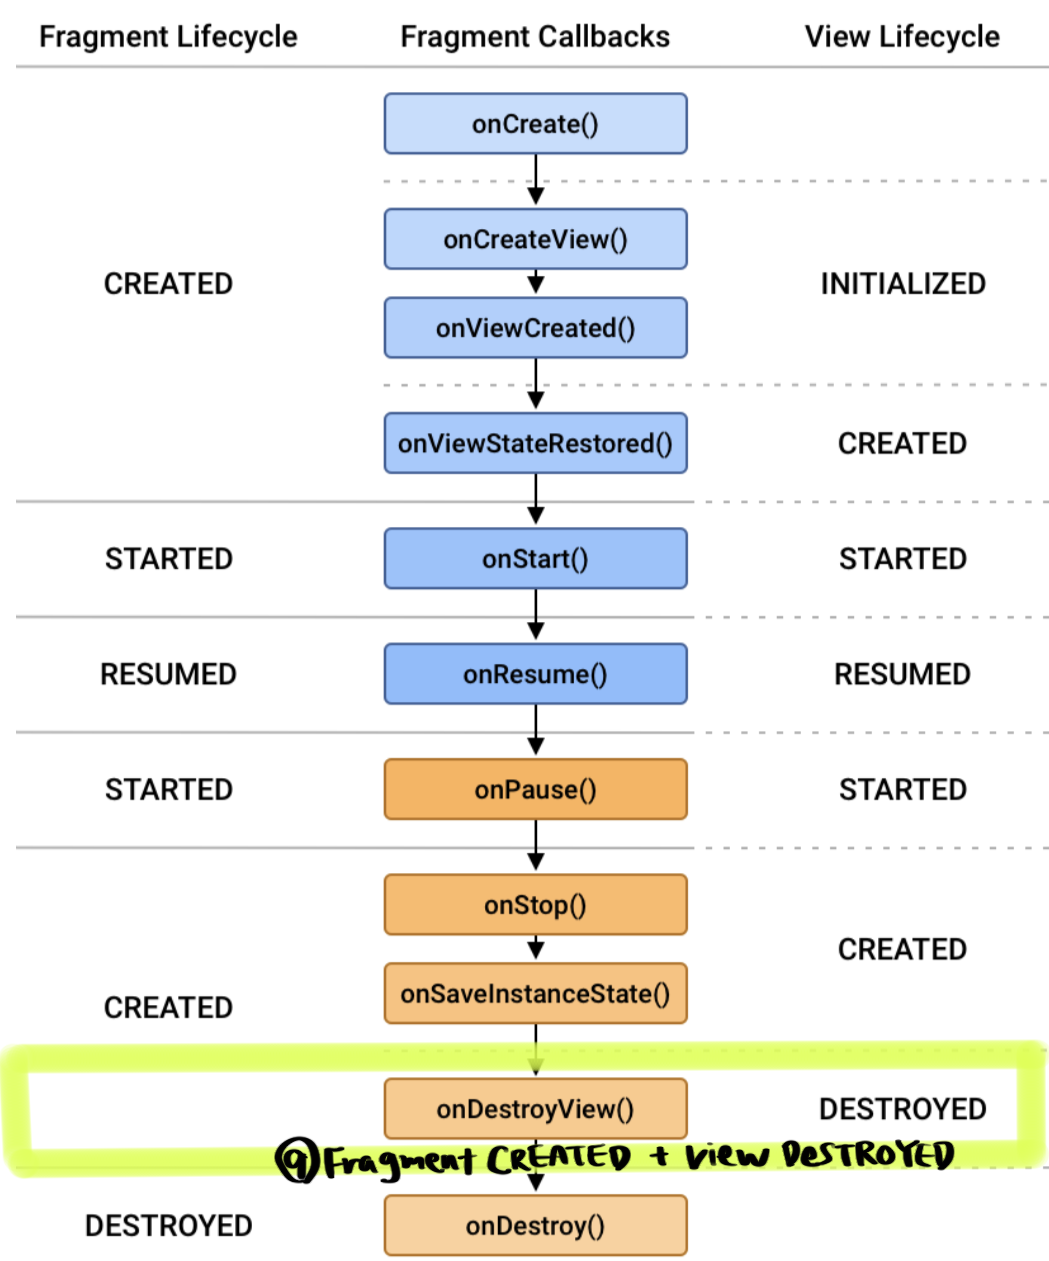 Fragment Lifecycle Fragment Callbacks View Lifecycle
onCreate()
onCreateView()
CREATED INITIALIZED
onViewCreated()
onViewStateRestored() CREATED
STARTED onStart() STARTED
RESUMED onResume() RESUMED
STARTED onPause() STARTED
onStop()
CREATED
onSaveInstanceState()
CREATED
onDestroyView() DESTROYED
⑨Fragment CREATED + View DESTROYED
DESTROYED onDestroy()